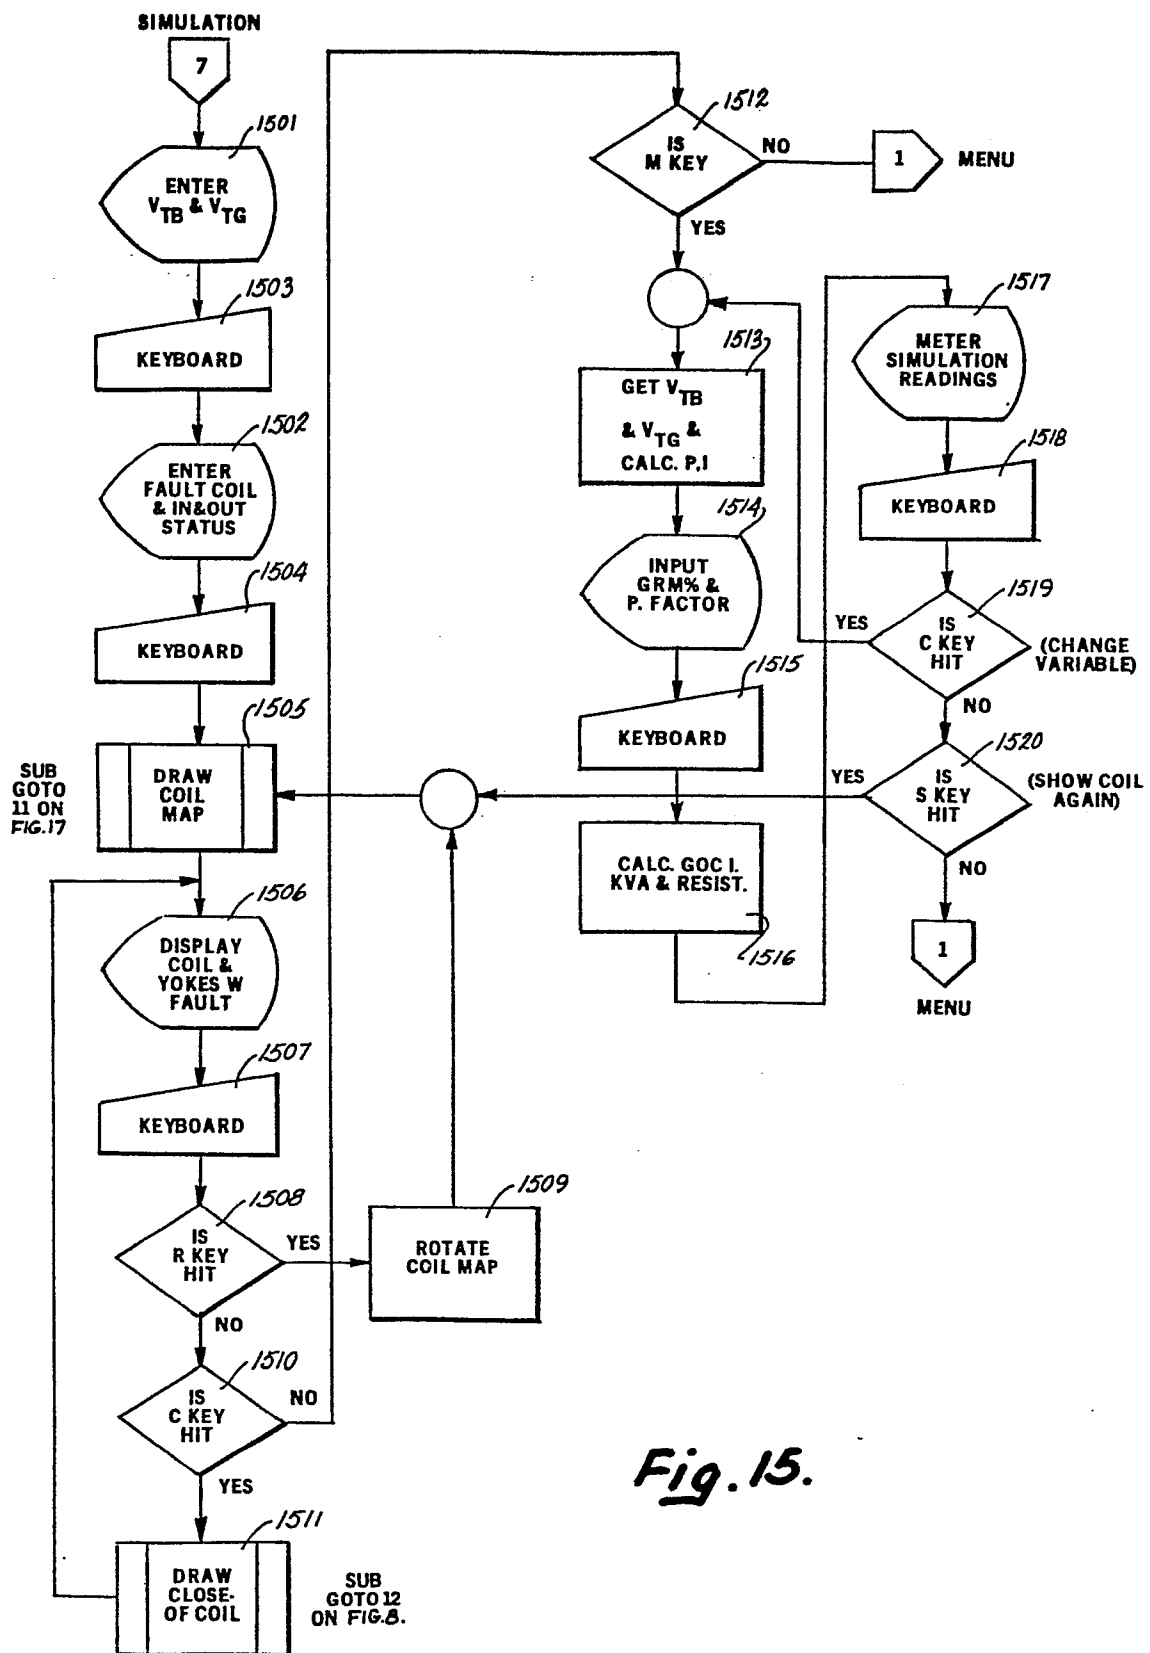 SIMULATION
7
1501
ENTER
VTB & VTG
1503
KEYBOARD
1502
ENTER
FAULT COIL
& IN&OUT
STATUS
1504
KEYBOARD
1505
SUB
GOTO
11 ON
FIG.17
DRAW
COIL
MAP
1506
DISPLAY
COIL &
YOKES W
FAULT
1507
KEYBOARD
1508
IS
R KEY
HIT
YES
NO
1509
ROTATE
COIL MAP
1510
IS
C KEY
HIT
NO
YES
1511
DRAW
CLOSE-
OF COIL
SUB
GOTO 12
ON FIG.8.
1512
IS
M KEY
NO
1
MENU
YES
1513
GET VTB
& VTG &
CALC. P.I
1514
INPUT
GRM% &
P. FACTOR
1515
KEYBOARD
CALC. GOC I.
KVA & RESIST.
1516
1517
METER
SIMULATION
READINGS
1518
KEYBOARD
1519
YES
IS
C KEY
HIT
(CHANGE
VARIABLE)
NO
1520
YES
IS
S KEY
HIT
(SHOW COIL
AGAIN)
NO
1
MENU
Fig. 15.